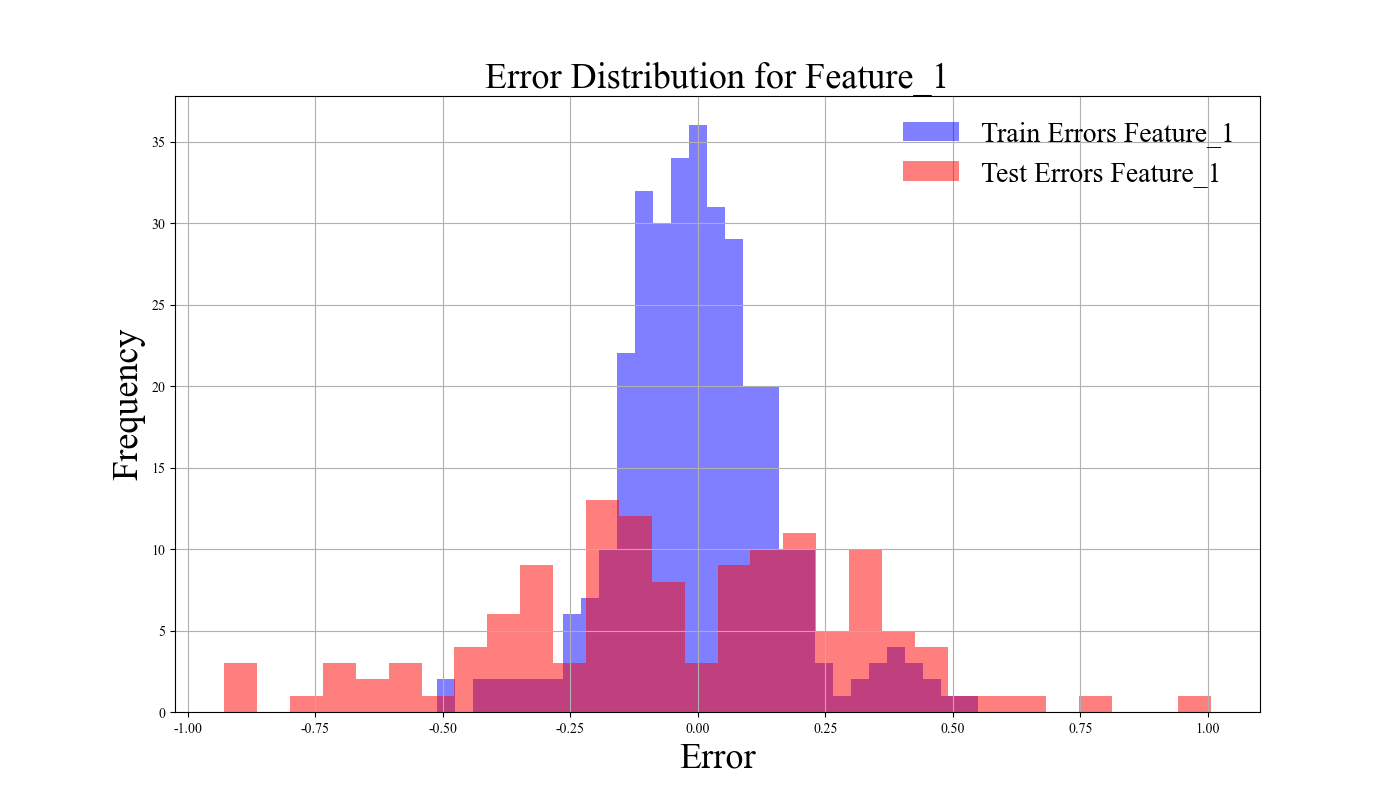 Error Distribution for Feature_1
Train Errors Feature_1
Test Errors Feature_1
Frequency
35
30
25
20
15
10
5
0
-1.00 -0.75 -0.50 -0.25 0.00 0.25 0.50 0.75 1.00
Error